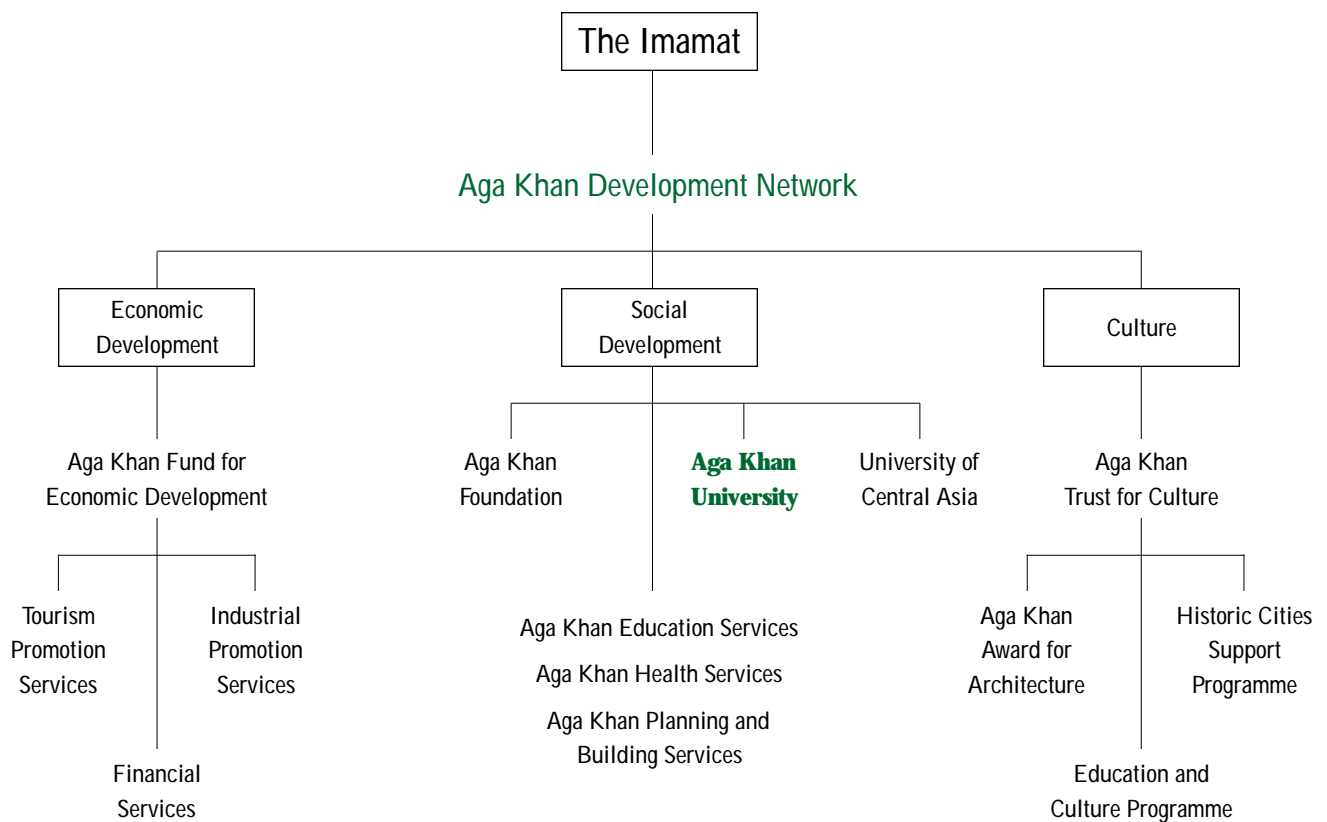 The Imamat
Aga Khan Development Network
Economic
Development
Social
Development
Culture
Aga Khan Fund for
Economic Development
Aga Khan
Foundation
Aga Khan
University
University of
Central Asia
Aga Khan
Trust for Culture
Tourism
Promotion
Services
Industrial
Promotion
Services
Financial
Services
Aga Khan Education Services
Aga Khan Health Services
Aga Khan Planning and
Building Services
Aga Khan
Award for
Architecture
Historic Cities
Support
Programme
Education and
Culture Programme